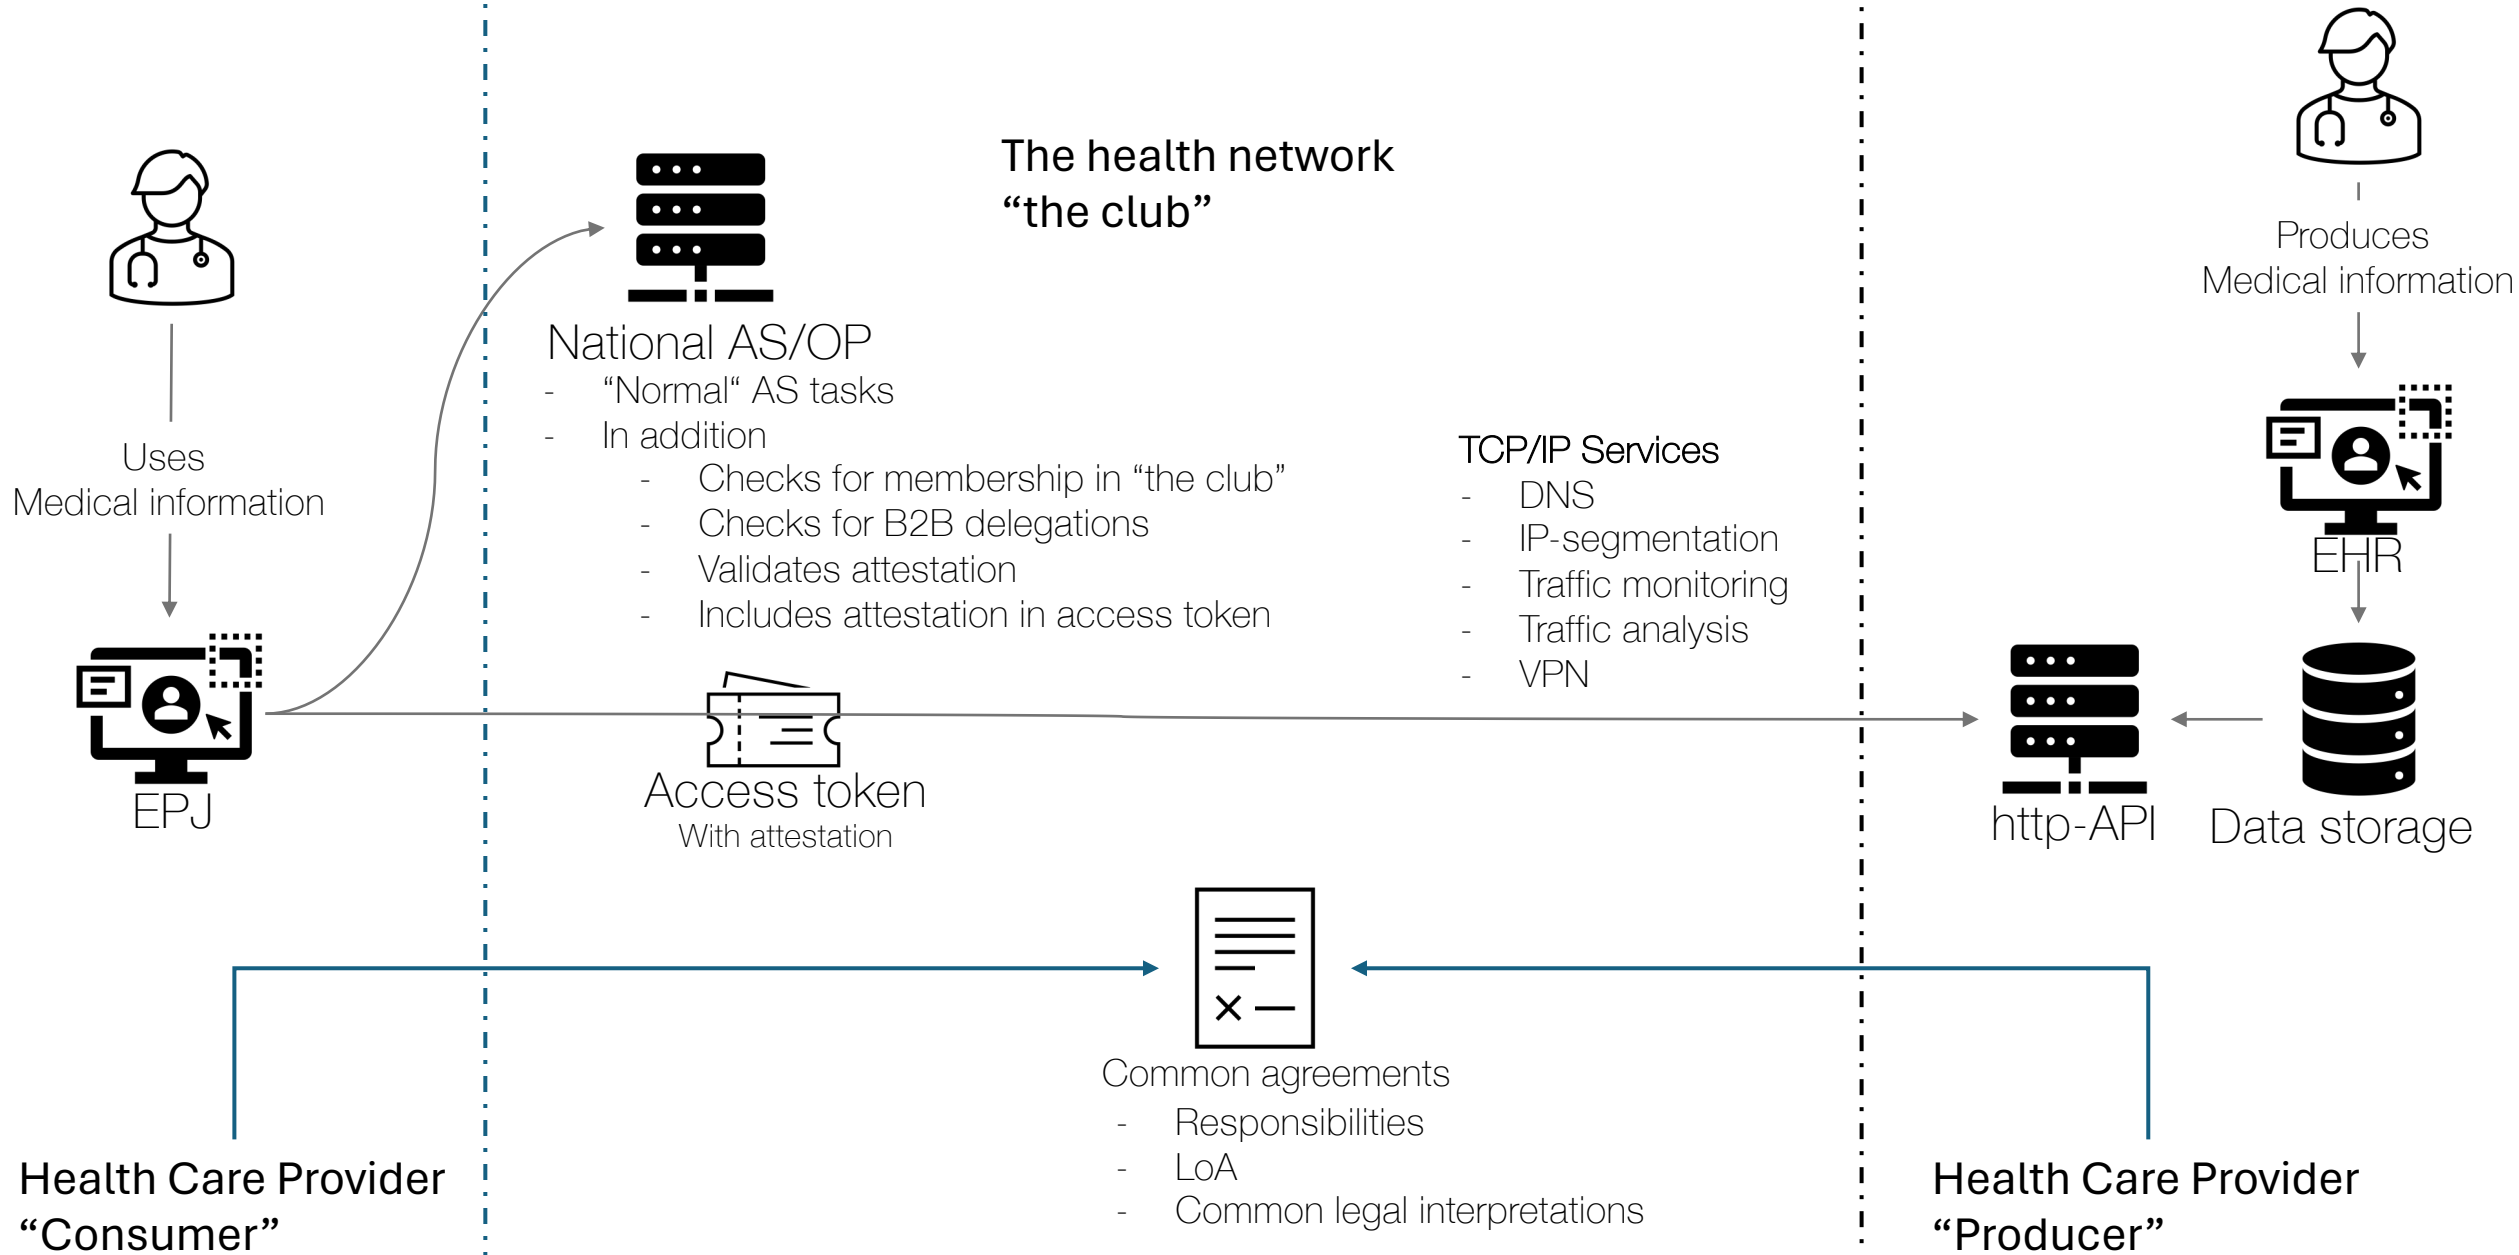 The health network
“the club”
Uses
Medical information
EPJ
National AS/OP
- “Normal“ AS tasks
- In addition
- Checks for membership in “the club”
- Checks for B2B delegations
- Validates attestation
- Includes attestation in access token
Access token
With attestation
TCP/IP Services
- DNS
- IP-segmentation
- Traffic monitoring
- Traffic analysis
- VPN
Produces
Medical information
EHR
http-API
Data storage
Common agreements
- Responsibilities
- LoA
- Common legal interpretations
Health Care Provider
“Consumer”
Health Care Provider
“Producer”